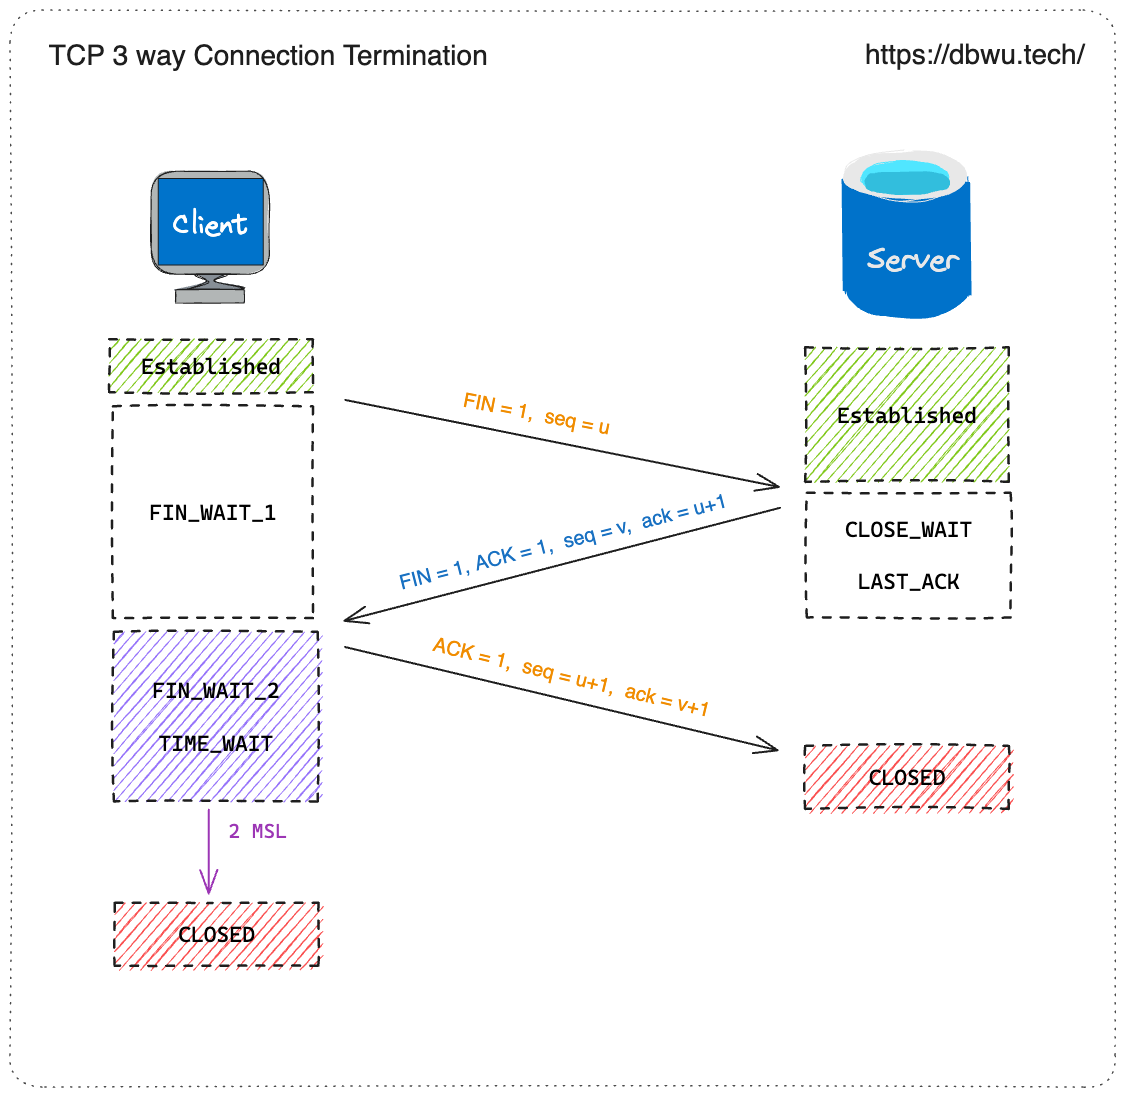 TCP 3 way Connection Termination
https://dbwu.tech/
Client
Server
Established
Established
FIN = 1,  seq = u
FIN_WAIT_1
CLOSE_WAIT
LAST_ACK
FIN = 1, ACK = 1,  seq = v,  ack = u+1
ACK = 1,  seq = u+1,  ack = v+1
FIN_WAIT_2
TIME_WAIT
CLOSED
2 MSL
CLOSED